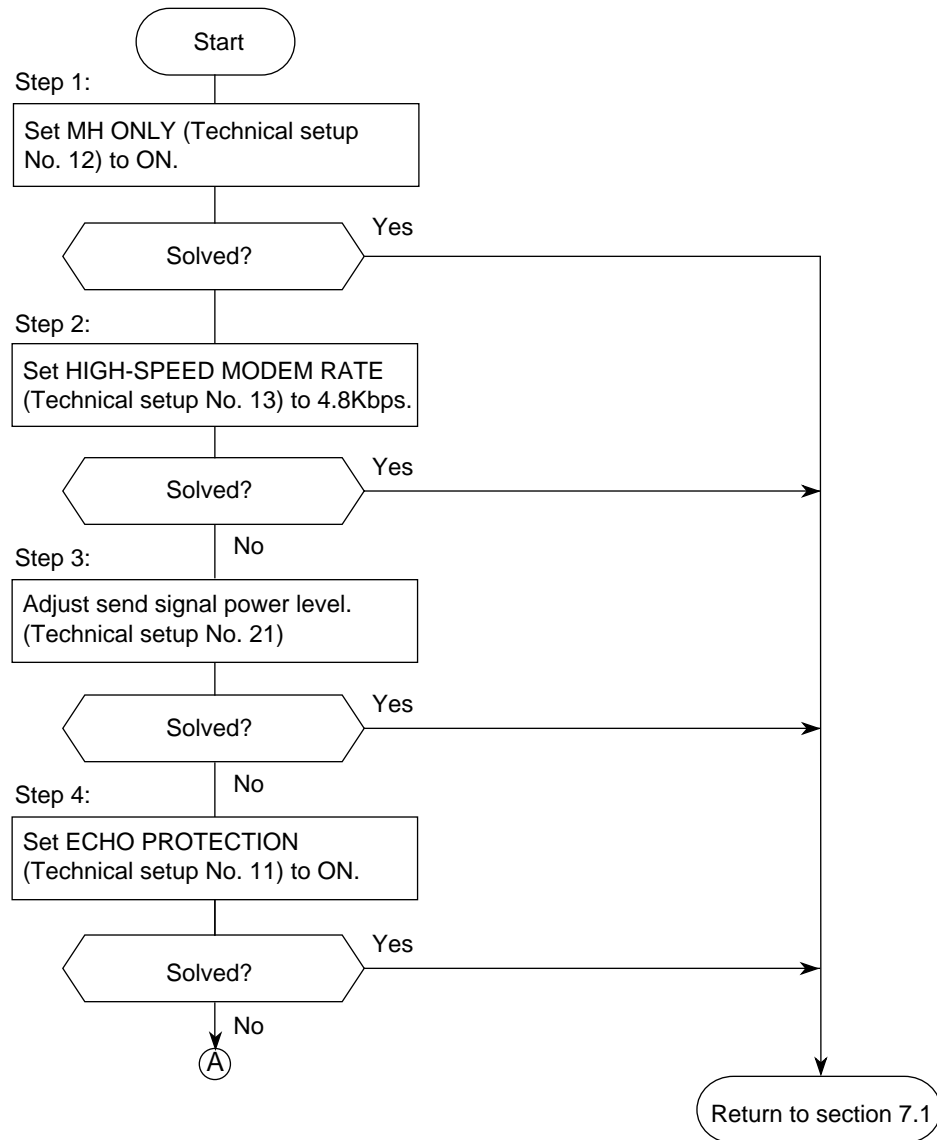 Start
Step 1:
Set MH ONLY (Technical setup
No. 12) to ON.
Yes
Solved?
Step 2:
Set HIGH-SPEED MODEM RATE
(Technical setup No. 13) to 4.8Kbps.
Yes
Solved?
No
Step 3:
Adjust send signal power level.
(Technical setup No. 21)
Yes
Solved?
No
Step 4:
Set ECHO PROTECTION
(Technical setup No. 11) to ON.
Yes
Solved?
No
A
Return to section 7.1